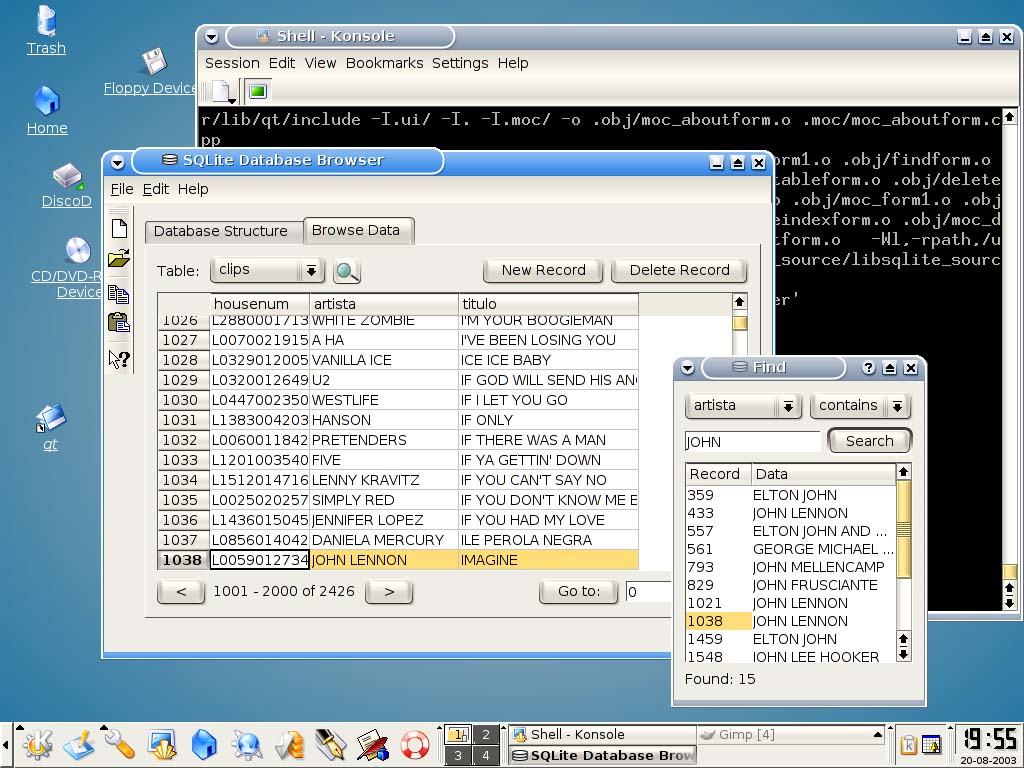 Trash
Floppy Device
Home
DiscoD
CD/DVD-R
Device
qt
Shell - Konsole
Session Edit View Bookmarks Settings Help
r/lib/qt/include -I.ui/ -I. -I.moc/ -o .obj/moc_aboutform.o .moc/moc_aboutform.c
pp
orm1.o .obj/findform.o
tableform.o .obj/delete
.o .obj/moc_form1.o .obj
eindexform.o .obj/moc_d
tform.o -Wl,-rpath,/u
_source/libsqlite_sourc
er'
SQLite Database Browser
File Edit Help
Database Structure Browse Data
Table: clips New Record Delete Record
housenum artista titulo
1026 L2880001713 WHITE ZOMBIE I'M YOUR BOOGIEMAN
1027 L0070021915 A HA I'VE BEEN LOSING YOU
1028 L0329012005 VANILLA ICE ICE ICE BABY
1029 L0320012649 U2 IF GOD WILL SEND HIS AN
1030 L0447002350 WESTLIFE IF I LET YOU GO
1031 L1383004203 HANSON IF ONLY
1032 L0060011842 PRETENDERS IF THERE WAS A MAN
1033 L1201003540 FIVE IF YA GETTIN' DOWN
1034 L1512014716 LENNY KRAVITZ IF YOU CAN'T SAY NO
1035 L0025020257 SIMPLY RED IF YOU DON'T KNOW ME E
1036 L1436015045 JENNIFER LOPEZ IF YOU HAD MY LOVE
1037 L0856014042 DANIELA MERCURY ILE PEROLA NEGRA
1038 L0059012734 JOHN LENNON IMAGINE
< 1001 - 2000 of 2426 > Go to: 0
Find
artista contains
JOHN Search
Record Data
359 ELTON JOHN
433 JOHN LENNON
557 ELTON JOHN AND ...
561 GEORGE MICHAEL ...
793 JOHN MELLENCAMP
829 JOHN FRUSCIANTE
1021 JOHN LENNON
1038 JOHN LENNON
1459 ELTON JOHN
1548 JOHN LEE HOOKER
Found: 15
1 2
3 4
Shell - Konsole
SQLite Database Brow
Gimp [4]
19:55
20-08-2003